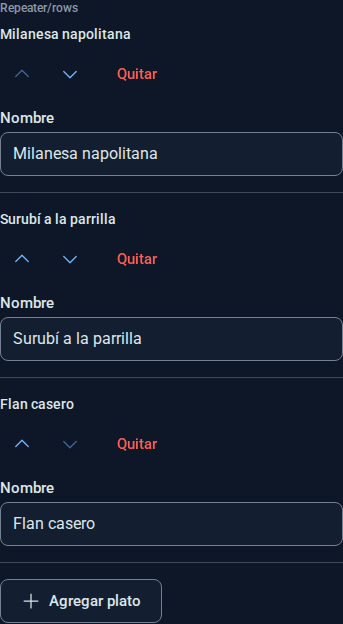 Repeater/rows
Milanesa napolitana
Quitar
Nombre
Milanesa napolitana
Surubí a la parrilla
Quitar
Nombre
Surubí a la parrilla
Flan casero
Quitar
Nombre
Flan casero
Agregar plato